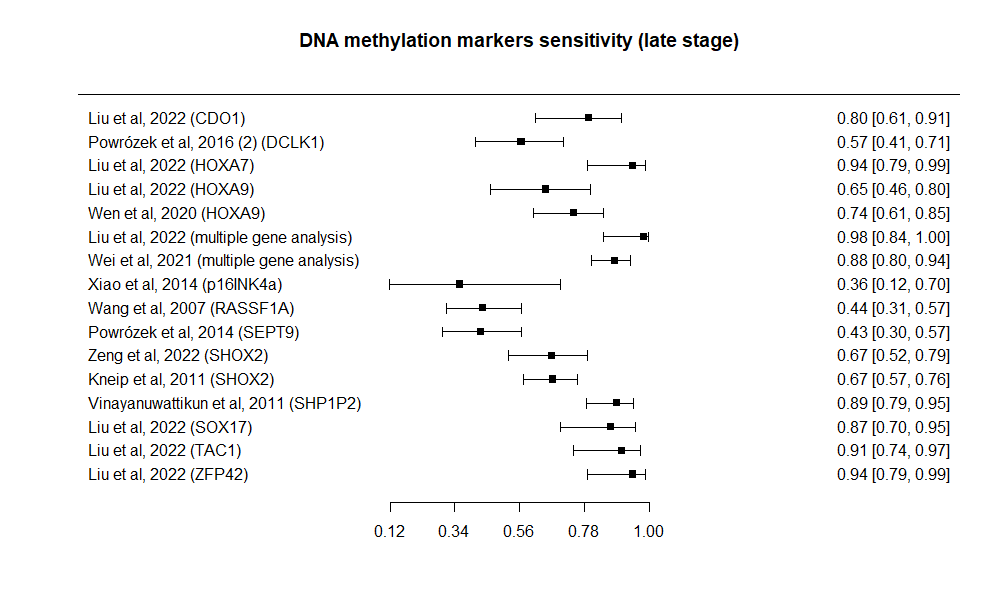 DNA methylation markers sensitivity (late stage)
Liu et al, 2022 (CDO1) 0.80 [0.61, 0.91]
Powrózek et al, 2016 (2) (DCLK1) 0.57 [0.41, 0.71]
Liu et al, 2022 (HOXA7) 0.94 [0.79, 0.99]
Liu et al, 2022 (HOXA9) 0.65 [0.46, 0.80]
Wen et al, 2020 (HOXA9) 0.74 [0.61, 0.85]
Liu et al, 2022 (multiple gene analysis) 0.98 [0.84, 1.00]
Wei et al, 2021 (multiple gene analysis) 0.88 [0.80, 0.94]
Xiao et al, 2014 (p16INK4a) 0.36 [0.12, 0.70]
Wang et al, 2007 (RASSF1A) 0.44 [0.31, 0.57]
Powrózek et al, 2014 (SEPT9) 0.43 [0.30, 0.57]
Zeng et al, 2022 (SHOX2) 0.67 [0.52, 0.79]
Kneip et al, 2011 (SHOX2) 0.67 [0.57, 0.76]
Vinayanuwattikun et al, 2011 (SHP1P2) 0.89 [0.79, 0.95]
Liu et al, 2022 (SOX17) 0.87 [0.70, 0.95]
Liu et al, 2022 (TAC1) 0.91 [0.74, 0.97]
Liu et al, 2022 (ZFP42) 0.94 [0.79, 0.99]
0.12 0.34 0.56 0.78 1.00